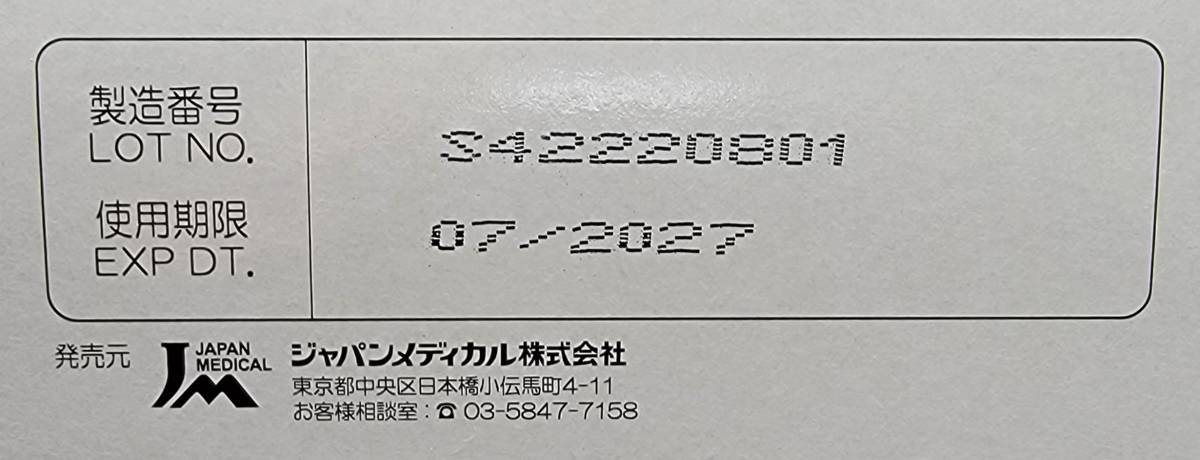 製造番号
LOT NO.
S42220801
使用期限
EXP DT.
07/2027
発売元
JAPAN
MEDICAL
ジャパンメディカル株式会社
東京都中央区日本橋小伝馬町4-11
お客様相談室：☎ 03-5847-7158